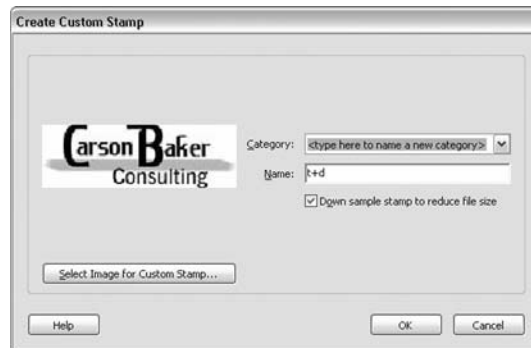 Create Custom Stamp
Carson Baker
Consulting
Category: <type here to name a new category>
Name: t+d
Down sample stamp to reduce file size
Select Image for Custom Stamp...
Help OK Cancel